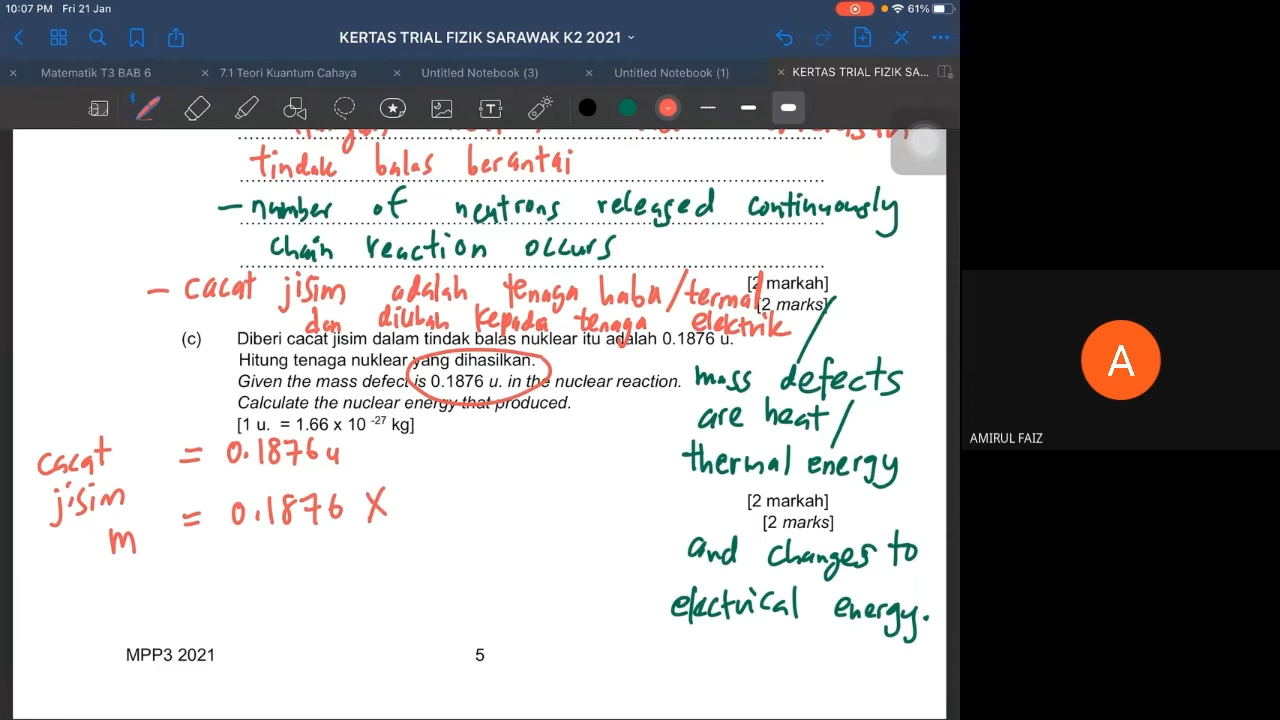 10:07 PM Fri 21 Jan
61%
KERTAS TRIAL FIZIK SARAWAK K2 2021
Matematik T3 BAB 6
7.1 Teori Kuantum Cahaya
Untitled Notebook (3)
Untitled Notebook (1)
KERTAS TRIAL FIZIK SA...
tindak balas berantai
- number of neutrons released continuously
chain reaction occurs
- cacat jisim adalah tenaga haba/termal
dan diubah kepada tenaga elektrik
[2 markah]
[2 marks]
(c) Diberi cacat jisim dalam tindak balas nuklear itu adalah 0.1876 u.
Hitung tenaga nuklear yang dihasilkan.
Given the mass defect is 0.1876 u. in the nuclear reaction.
Calculate the nuclear energy that produced.
[1 u. = 1.66 x 10 -27 kg]
mass defects
are heat/
thermal energy
cacat = 0.1876u
jisim
m = 0.1876 X
[2 markah]
[2 marks]
and changes to
electrical energy.
MPP3 2021
5
A
AMIRUL FAIZ